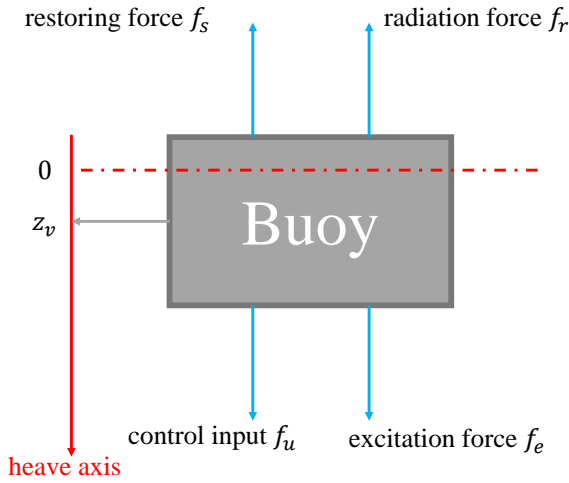 restoring force f_s
radiation force f_r
0
Buoy
z_v
control input f_u
excitation force f_e
heave axis